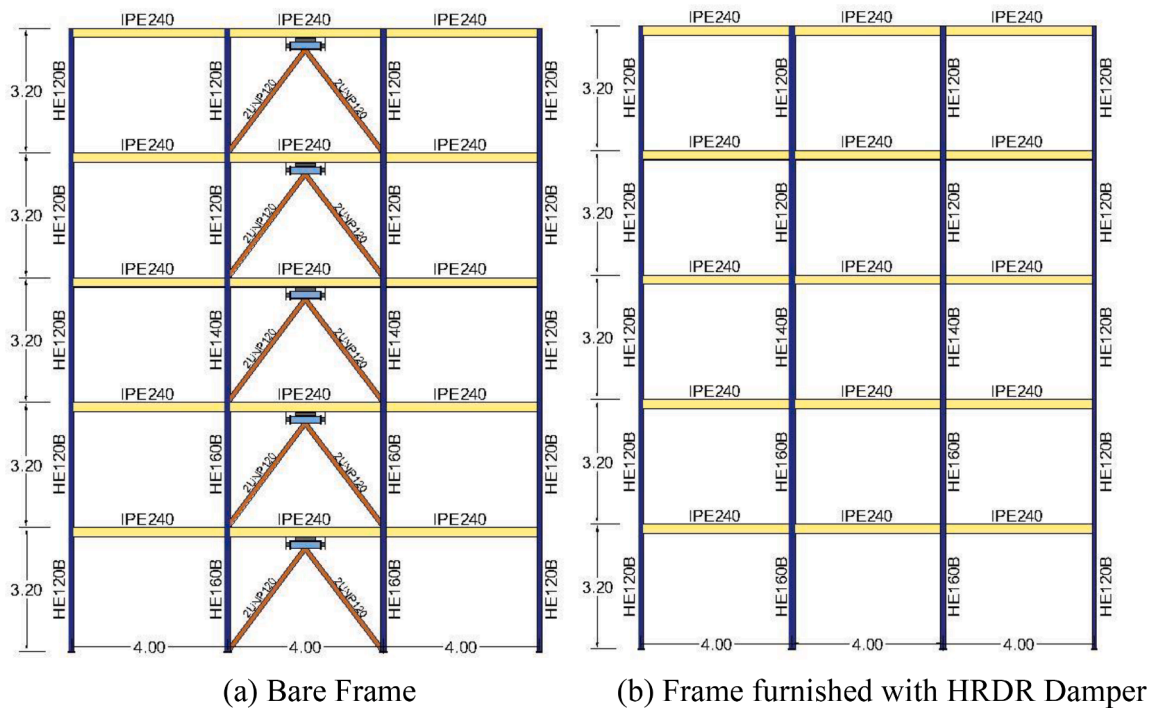 IPE240 IPE240 IPE240
3.20 HE120B HE120B 2UNP120 2UNP120 HE120B HE120B
IPE240 IPE240 IPE240
3.20 HE120B HE120B 2UNP120 2UNP120 HE120B HE120B
IPE240 IPE240 IPE240
3.20 HE120B HE140B 2UNP120 2UNP120 HE140B HE120B
IPE240 IPE240 IPE240
3.20 HE120B HE160B 2UNP120 2UNP120 HE160B HE120B
IPE240 IPE240 IPE240
3.20 HE120B HE160B 2UNP120 2UNP120 HE160B HE120B
4.00 4.00 4.00
(a) Bare Frame
IPE240 IPE240 IPE240
3.20 HE120B HE120B HE120B HE120B
IPE240 IPE240 IPE240
3.20 HE120B HE120B HE120B HE120B
IPE240 IPE240 IPE240
3.20 HE120B HE140B HE140B HE120B
IPE240 IPE240 IPE240
3.20 HE120B HE160B HE160B HE120B
IPE240 IPE240 IPE240
3.20 HE120B HE160B HE160B HE120B
4.00 4.00 4.00
(b) Frame furnished with HRDR Damper